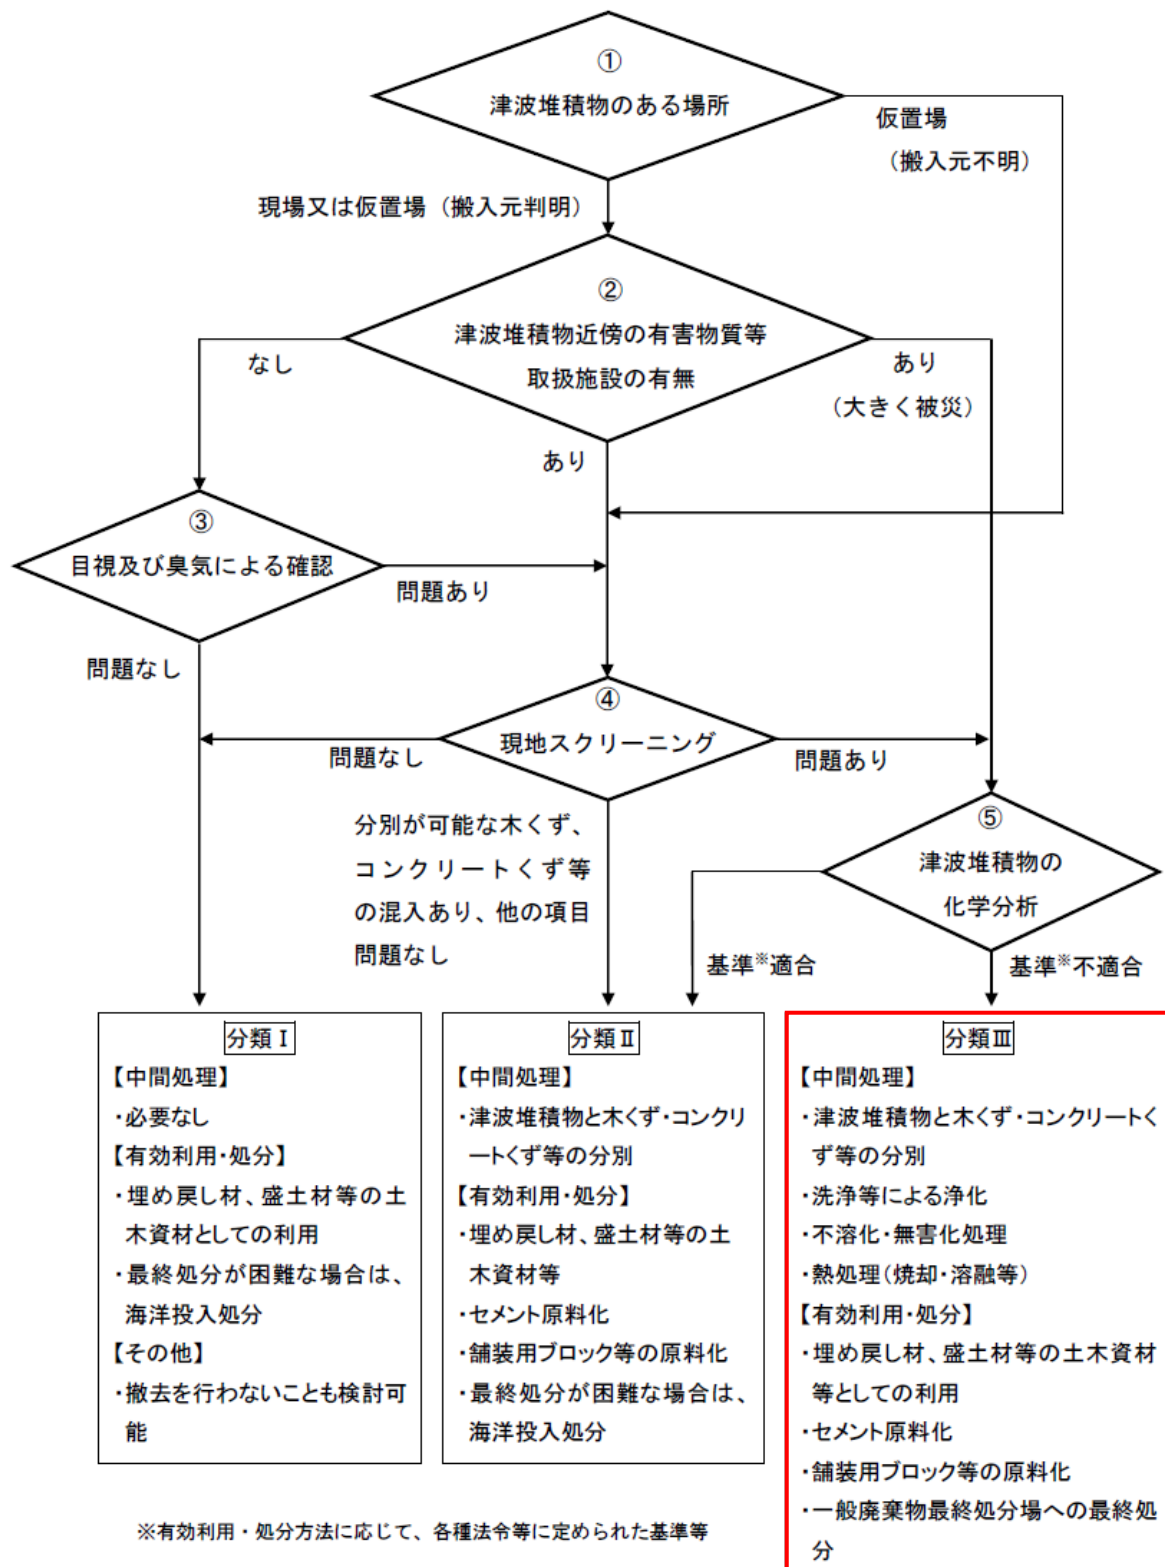 ①
津波堆積物のある場所
仮置場
（搬入元不明）
現場又は仮置場（搬入元判明）
②
津波堆積物近傍の有害物質等
取扱施設の有無
なし
あり
（大きく被災）
あり
③
目視及び臭気による確認
問題あり
問題なし
④
現地スクリーニング
問題なし
問題あり
分別が可能な木くず、
コンクリートくず等
の混入あり、他の項目
問題なし
⑤
津波堆積物の
化学分析
基準※適合
基準※不適合
分類Ⅰ
【中間処理】
・必要なし
【有効利用・処分】
・埋め戻し材、盛土材等の土
木資材としての利用
・最終処分が困難な場合は、
海洋投入処分
【その他】
・撤去を行わないことも検討可
能
分類Ⅱ
【中間処理】
・津波堆積物と木くず・コンクリ
ートくず等の分別
【有効利用・処分】
・埋め戻し材、盛土材等の土
木資材等
・セメント原料化
・舗装用ブロック等の原料化
・最終処分が困難な場合は、
海洋投入処分
分類Ⅲ
【中間処理】
・津波堆積物と木くず・コンクリートく
ず等の分別
・洗浄等による浄化
・不溶化・無害化処理
・熱処理（焼却・溶融等）
【有効利用・処分】
・埋め戻し材、盛土材等の土木資材
等としての利用
・セメント原料化
・舗装用ブロック等の原料化
・一般廃棄物最終処分場への最終処
分
※有効利用・処分方法に応じて、各種法令等に定められた基準等